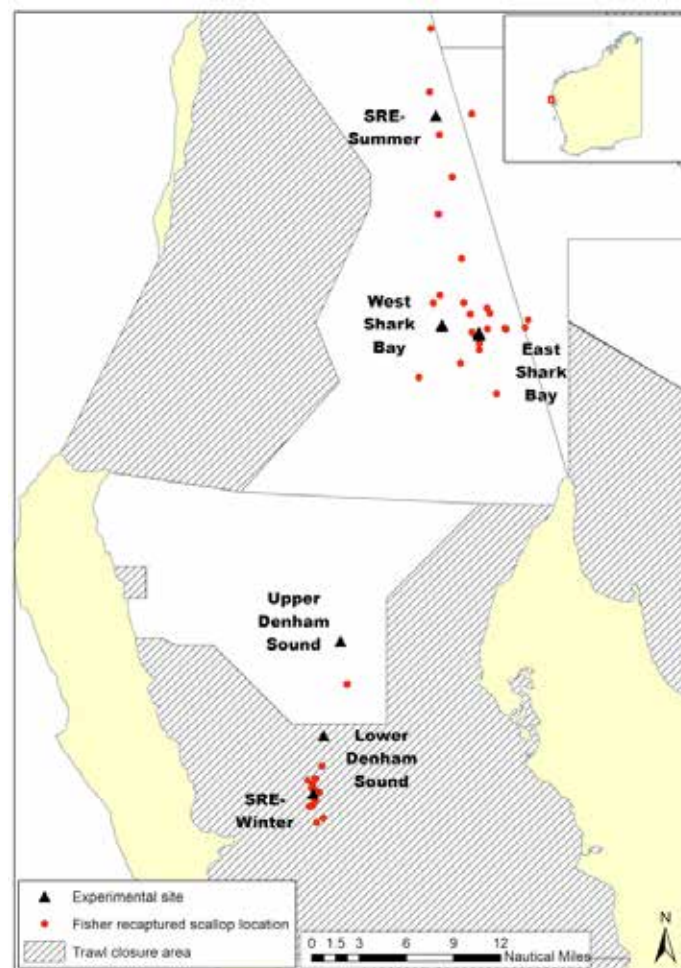 SRE-
Summer
West
Shark
Bay
East
Shark
Bay
Upper
Denham
Sound
Lower
Denham
Sound
SRE-
Winter
Experimental site
Fisher recaptured scallop location
Trawl closure area
0 1.5 3 6 9 12
Nautical Miles
N